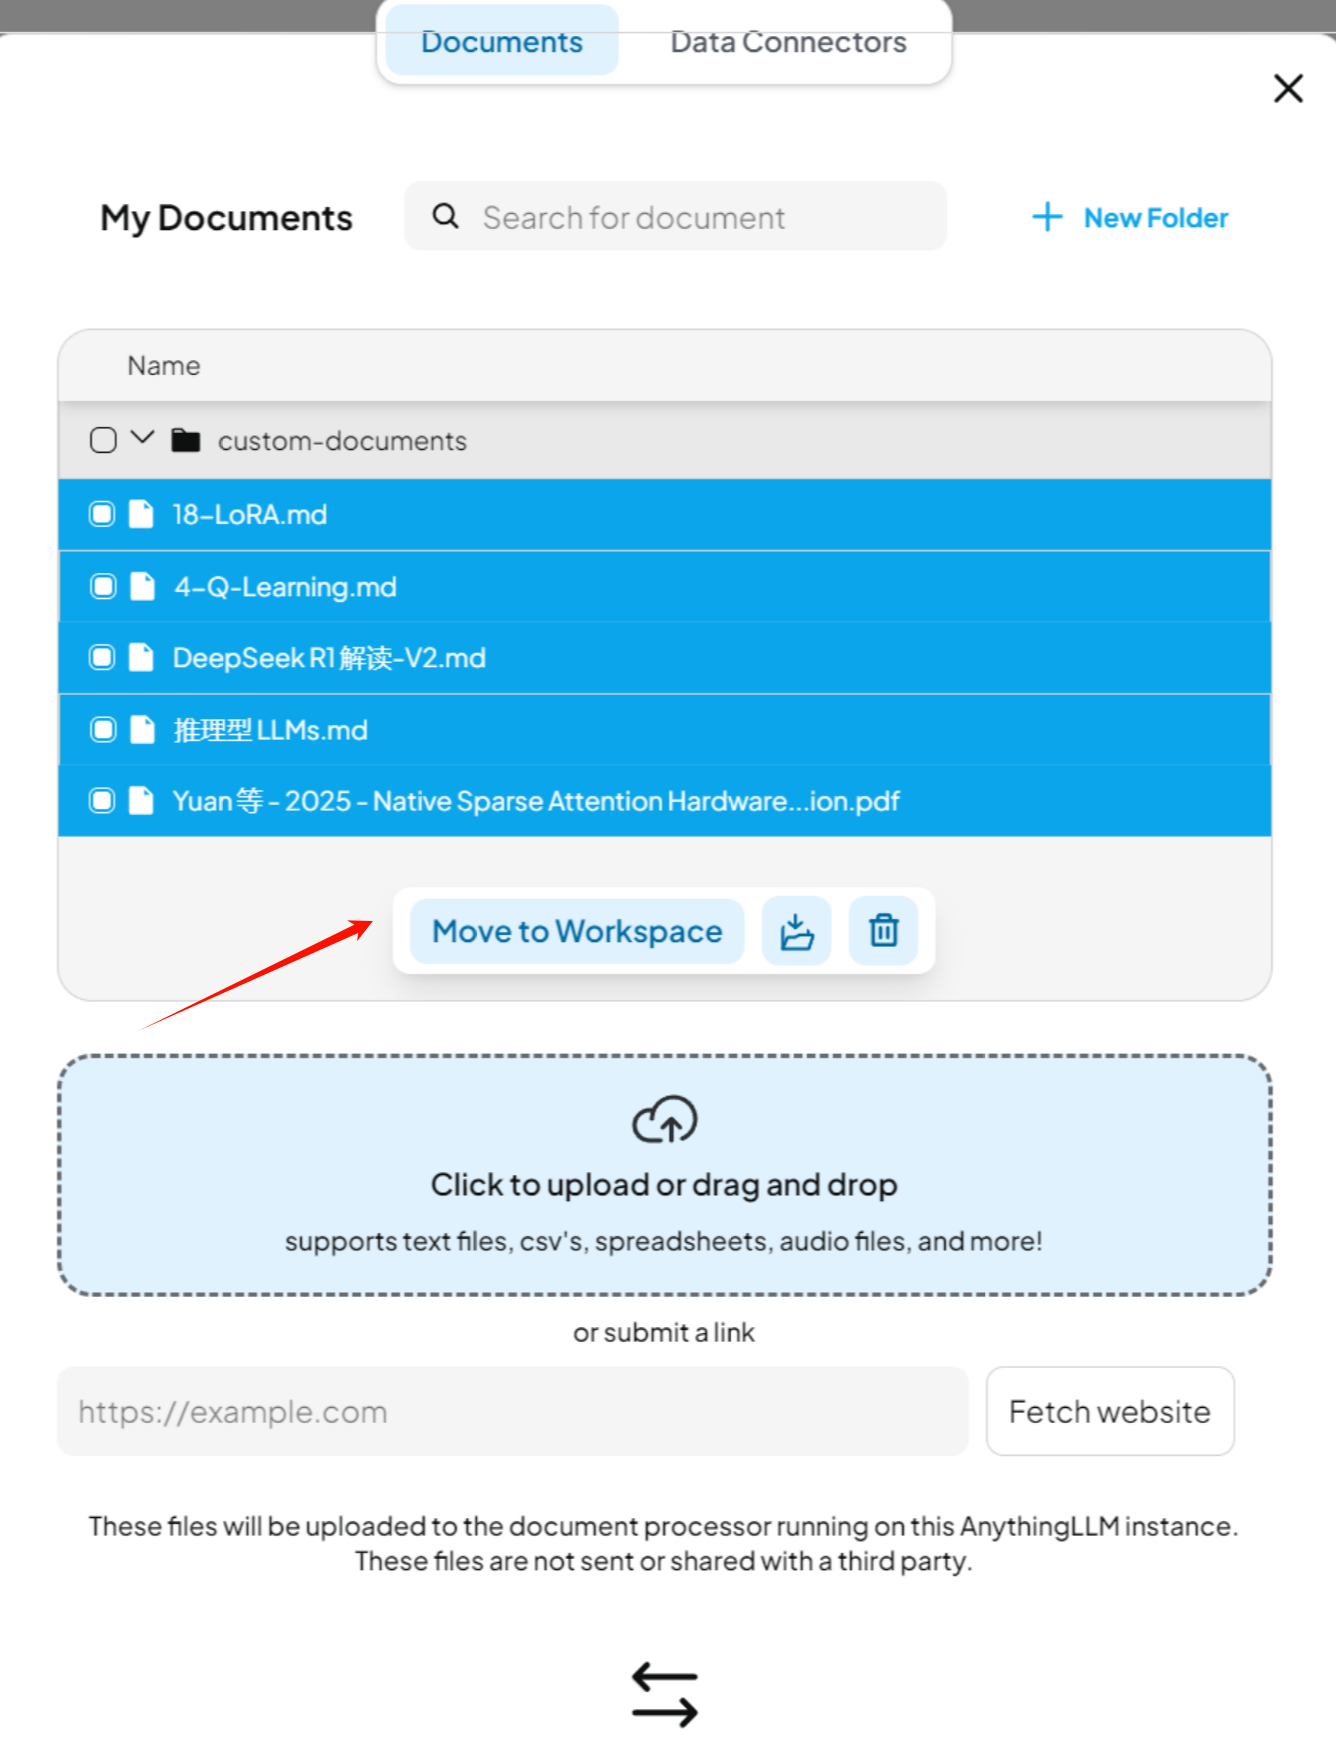 Documents
Data Connectors
My Documents
Search for document
New Folder
Name
custom-documents
18-LoRA.md
4-Q-Learning.md
DeepSeek R1 解读-V2.md
推理型 LLMs.md
Yuan 等 - 2025 - Native Sparse Attention Hardware...ion.pdf
Move to Workspace
Click to upload or drag and drop
supports text files, csv's, spreadsheets, audio files, and more!
or submit a link
https://example.com
Fetch website
These files will be uploaded to the document processor running on this AnythingLLM instance.
These files are not sent or shared with a third party.